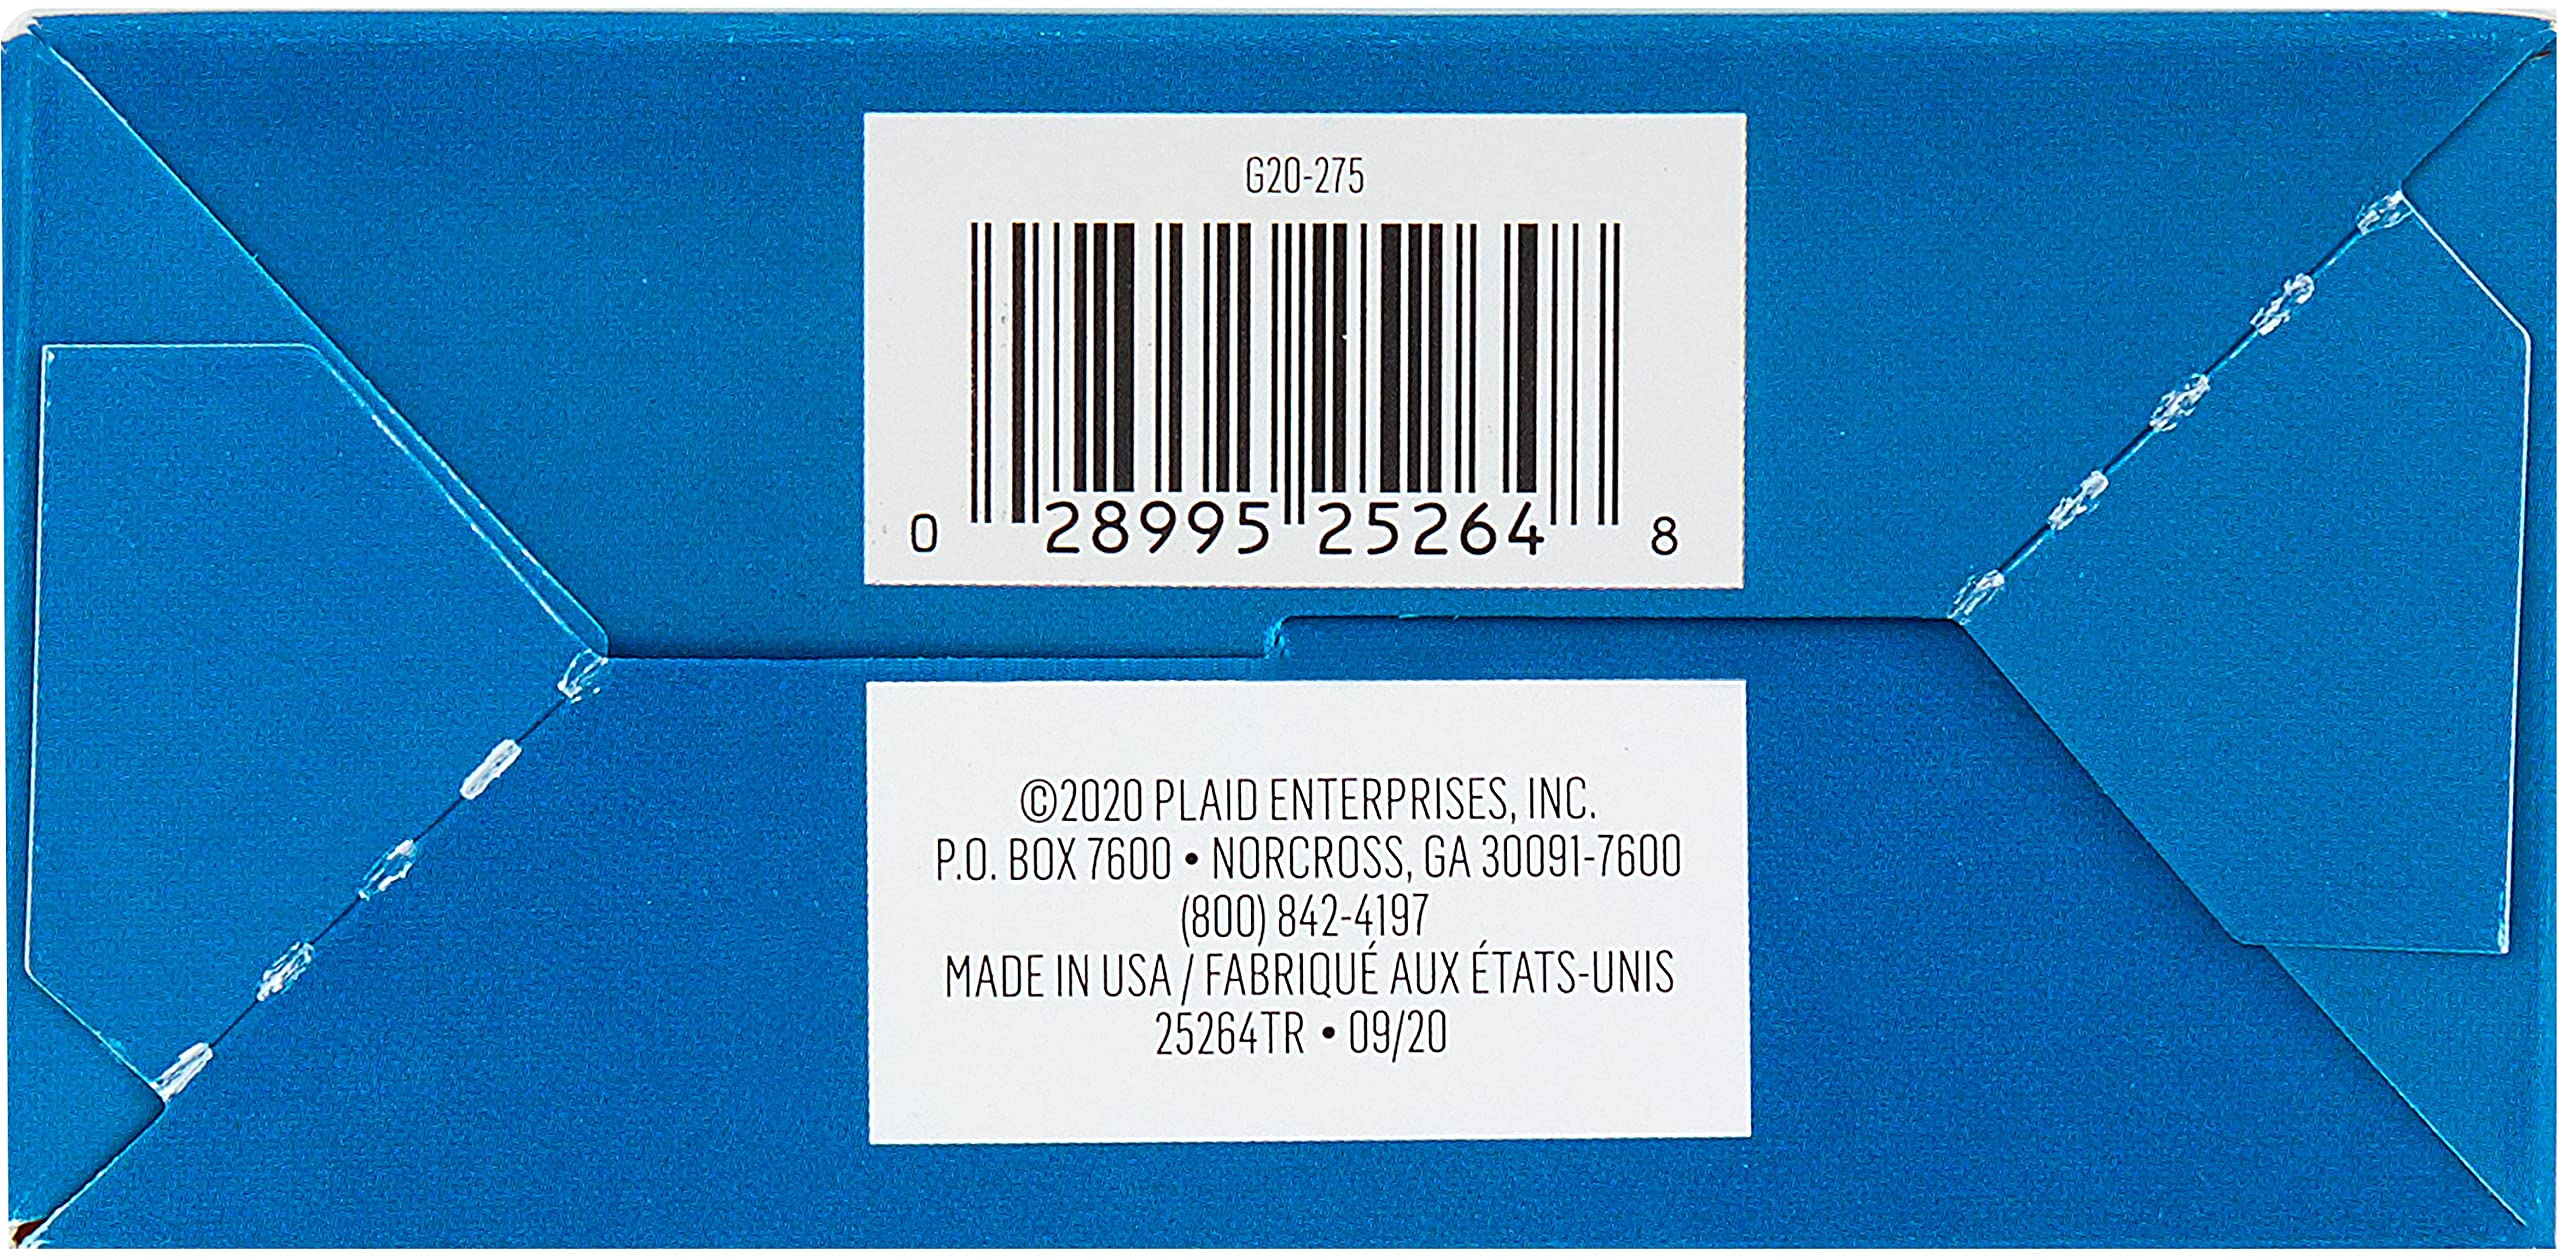 G20-275
0 28995 25264 8
©2020 PLAID ENTERPRISES, INC.
P.O. BOX 7600 • NORCROSS, GA 30091-7600
(800) 842-4197
MADE IN USA / FABRIQUÉ AUX ÉTATS-UNIS
25264TR • 09/20